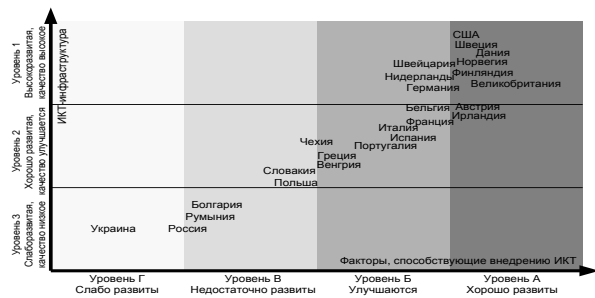 Уровень 1
Высокоразвитая,
качество высокое
Уровень 2
Хорошо развитая,
качество улучшается
Уровень 3
Слаборазвитая,
качество низкое
ИКТ-инфраструктура
США
Швеция
Дания
Швейцария
Норвегия
Нидерланды
Финляндия
Германия
Великобритания
Бельгия
Австрия
Ирландия
Франция
Италия
Испания
Чехия
Португалия
Греция
Венгрия
Словакия
Польша
Болгария
Румыния
Украина
Россия
Факторы, способствующие внедрению ИКТ
Уровень Г
Слабо развиты
Уровень В
Недостаточно развиты
Уровень Б
Улучшаются
Уровень А
Хорошо развиты